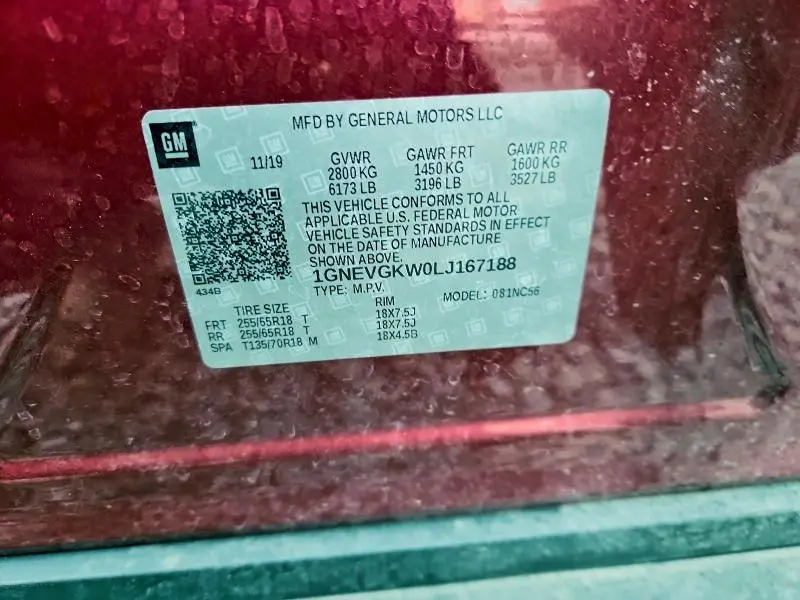 MFD BY GENERAL MOTORS LLC
GM
11/19 GVWR GAWR FRT GAWR RR
2800 KG 1450 KG 1600 KG
6173 LB 3196 LB 3527 LB
THIS VEHICLE CONFORMS TO ALL
APPLICABLE U.S. FEDERAL MOTOR
VEHICLE SAFETY STANDARDS IN EFFECT
ON THE DATE OF MANUFACTURE
SHOWN ABOVE.
1GNEVGKW0LJ167188
434B TYPE: M.P.V. MODEL: 081NC56
TIRE SIZE RIM
FRT 255/65R18 T 18X7.5J
RR 255/65R18 T 18X7.5J
SPA T135/70R18 M 18X4.5B